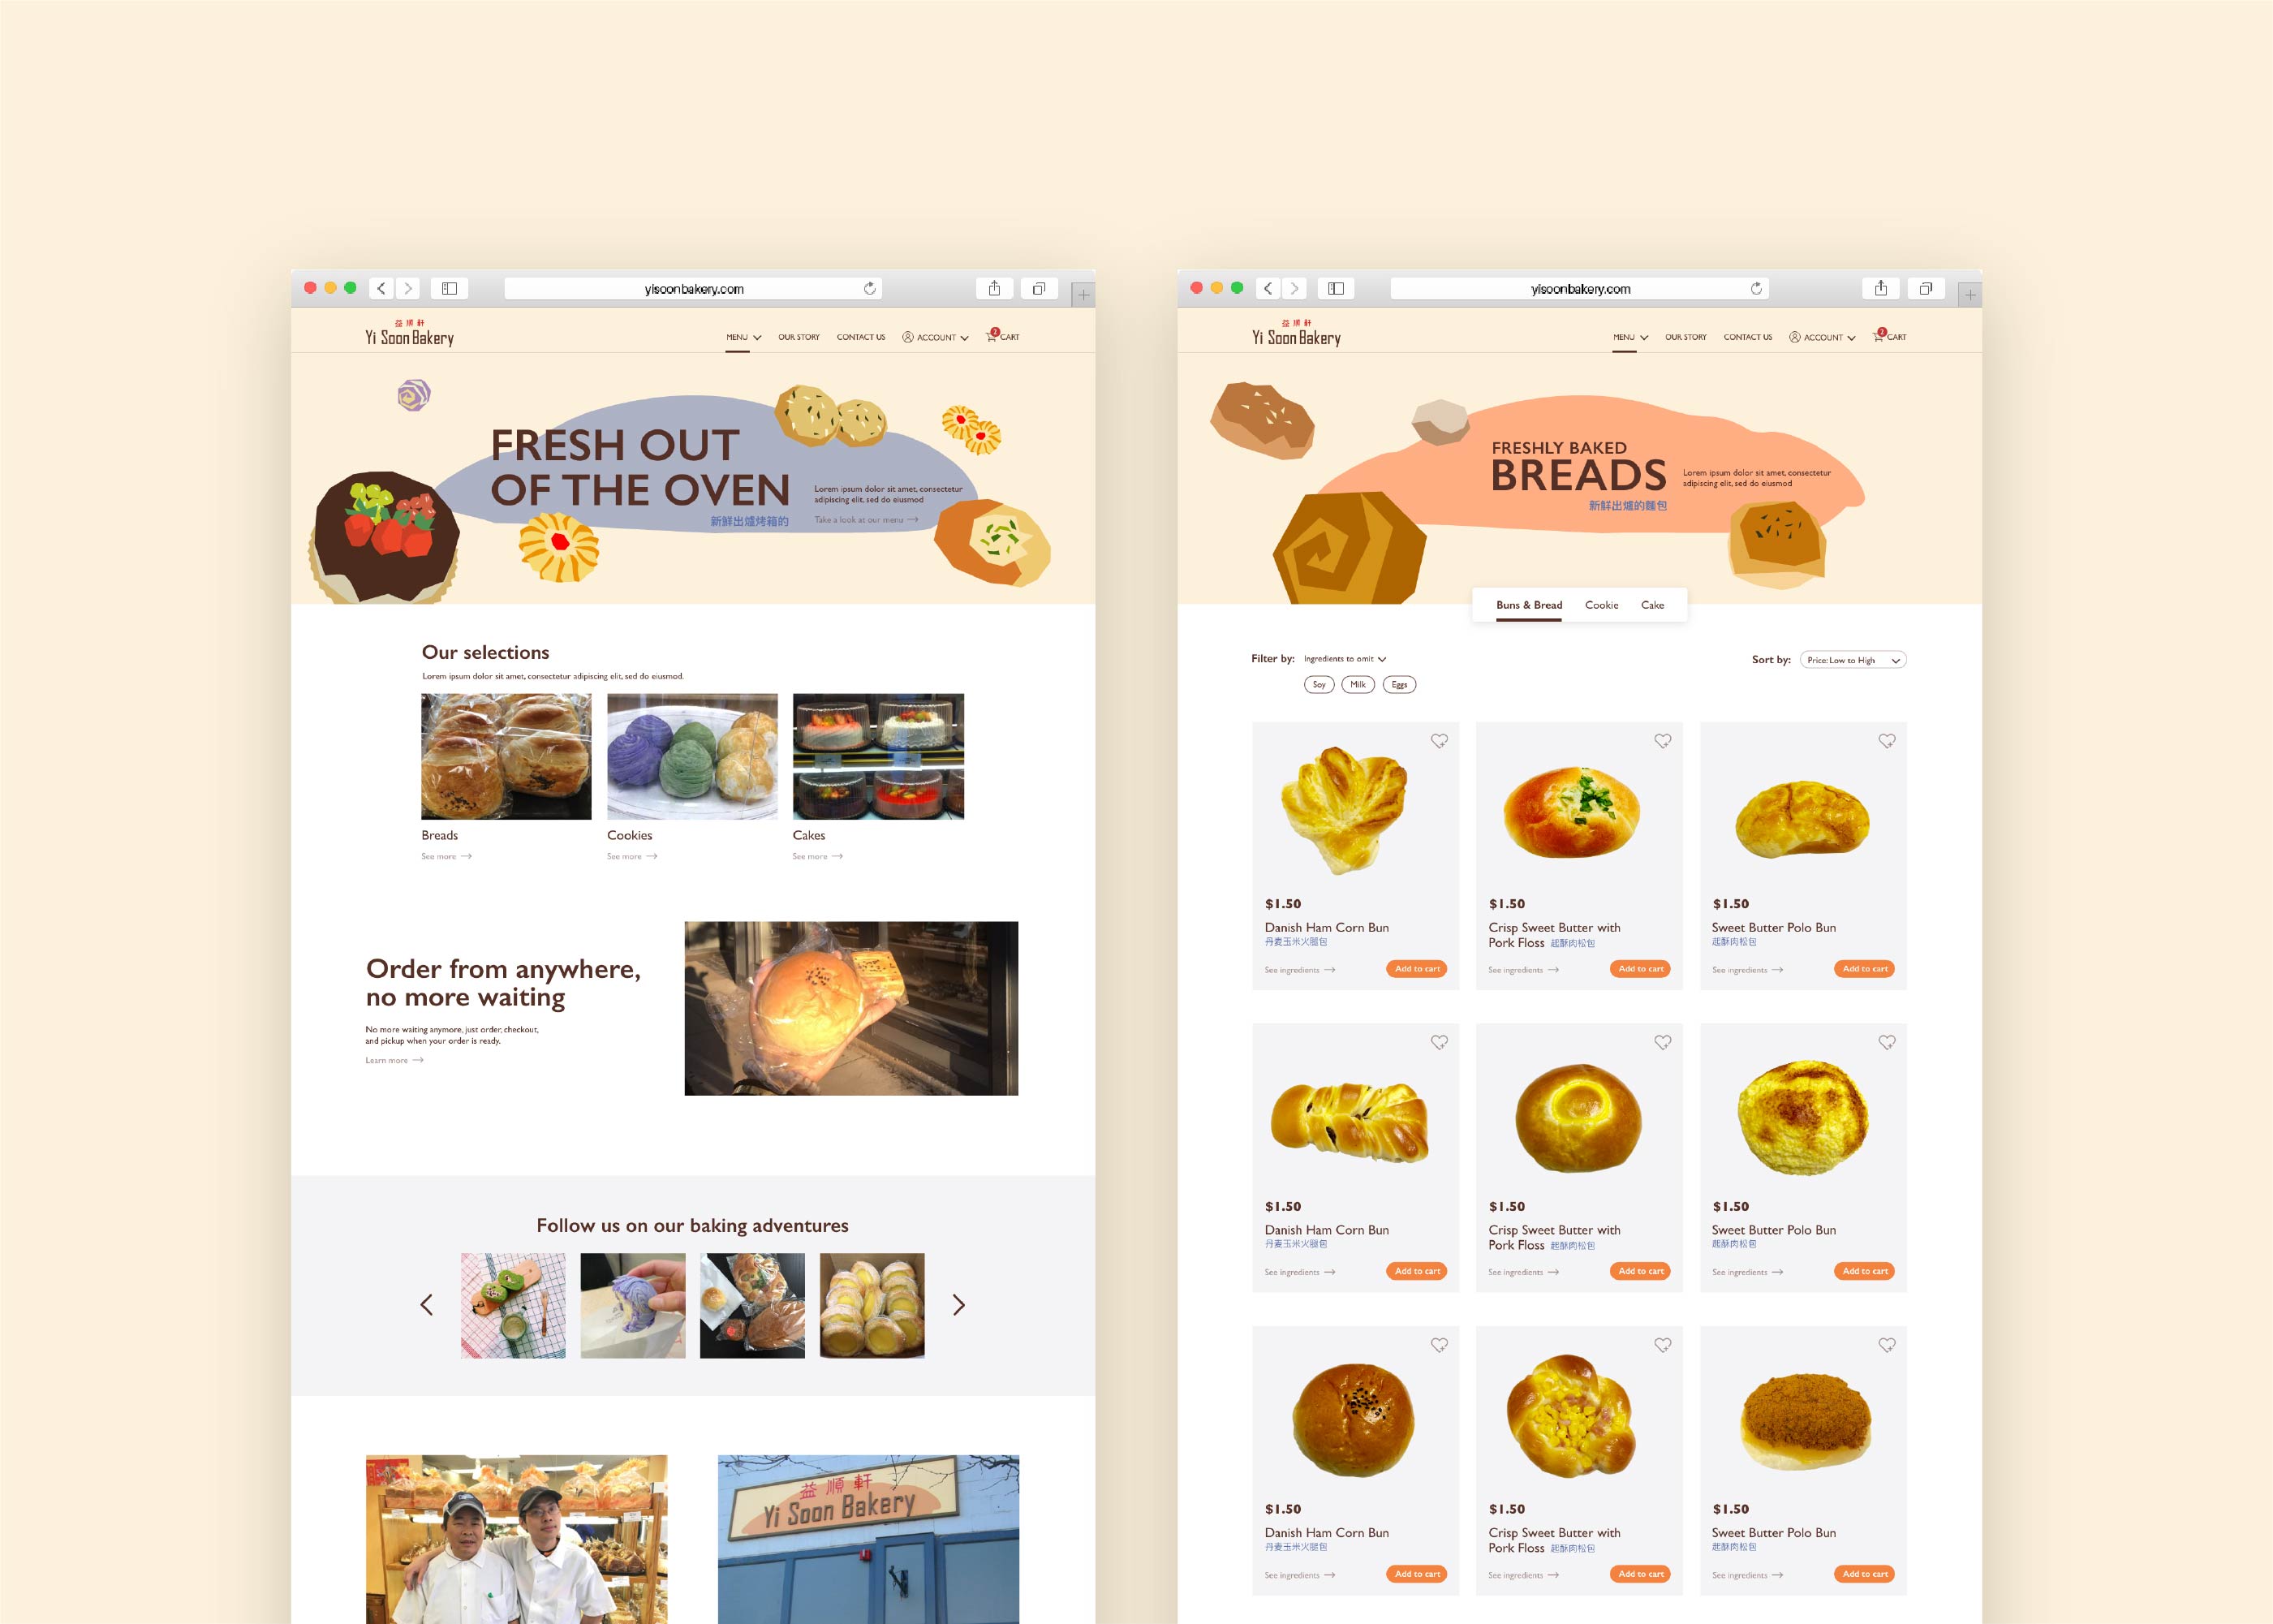 yisoonbakery.com
益順軒
Yi Soon Bakery
MENU
OUR STORY
CONTACT US
ACCOUNT
2
CART
FRESH OUT
OF THE OVEN
新鮮出爐烤箱的
Lorem ipsum dolor sit amet, consectetur
adipiscing elit, sed do eiusmod
Take a look at our menu
Our selections
Lorem ipsum dolor sit amet, consectetur adipiscing elit, sed do eiusmod.
Breads
Cookies
Cakes
See more
See more
See more
Order from anywhere,
no more waiting
No more waiting anymore, just order, checkout,
and pickup when your order is ready.
Learn more
Follow us on our baking adventures
益順軒
Yi Soon Bakery
yisoonbakery.com
益順軒
Yi Soon Bakery
MENU
OUR STORY
CONTACT US
ACCOUNT
2
CART
FRESHLY BAKED
BREADS
新鮮出爐的麵包
Lorem ipsum dolor sit amet, consectetur
adipiscing elit, sed do eiusmod
Buns & Bread
Cookie
Cake
Filter by:
Ingredients to omit
Soy
Milk
Eggs
Sort by:
Price: Low to High
$1.50
Danish Ham Corn Bun
丹麦玉米火腿包
See ingredients
Add to cart
$1.50
Crisp Sweet Butter with
Pork Floss 起酥肉松包
See ingredients
Add to cart
$1.50
Sweet Butter Polo Bun
起酥肉松包
See ingredients
Add to cart
$1.50
Danish Ham Corn Bun
丹麦玉米火腿包
See ingredients
Add to cart
$1.50
Crisp Sweet Butter with
Pork Floss 起酥肉松包
See ingredients
Add to cart
$1.50
Sweet Butter Polo Bun
起酥肉松包
See ingredients
Add to cart
$1.50
Danish Ham Corn Bun
丹麦玉米火腿包
See ingredients
Add to cart
$1.50
Crisp Sweet Butter with
Pork Floss 起酥肉松包
See ingredients
Add to cart
$1.50
Sweet Butter Polo Bun
起酥肉松包
See ingredients
Add to cart